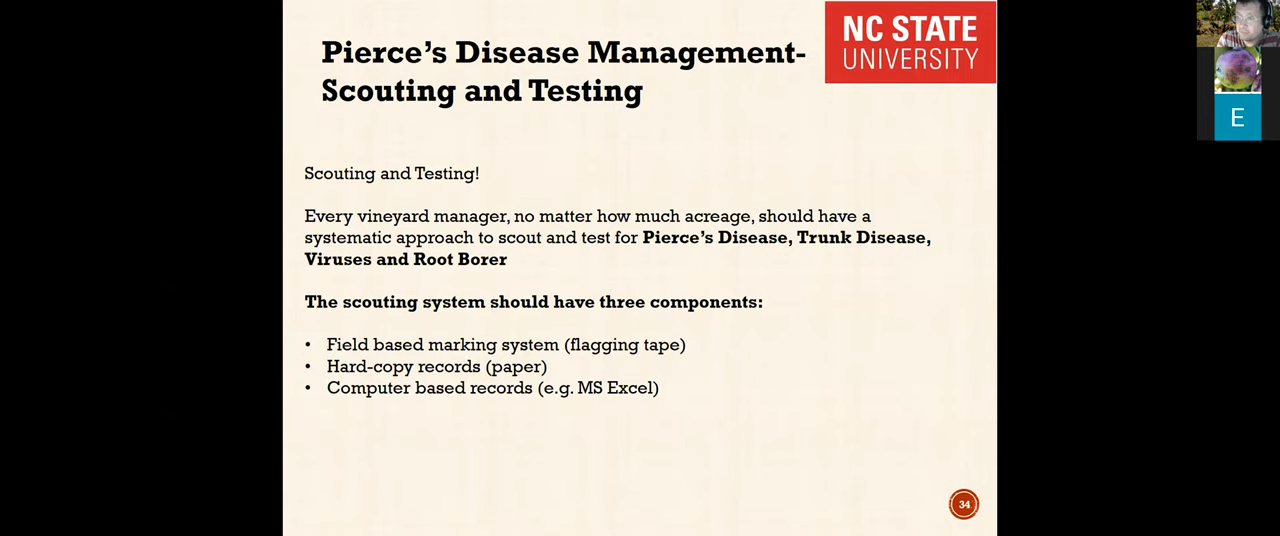 Pierce's Disease Management-
Scouting and Testing
NC STATE
UNIVERSITY
E
Scouting and Testing!
Every vineyard manager, no matter how much acreage, should have a
systematic approach to scout and test for Pierce's Disease, Trunk Disease,
Viruses and Root Borer
The scouting system should have three components:
• Field based marking system (flagging tape)
• Hard-copy records (paper)
• Computer based records (e.g. MS Excel)
34